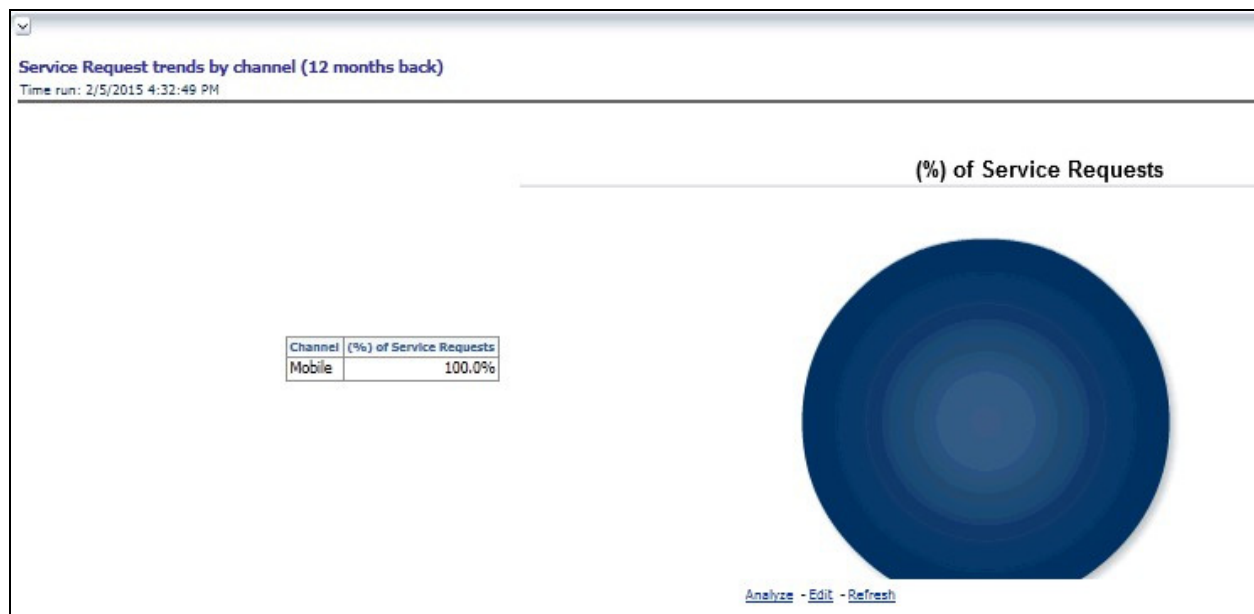 Service Request trends by channel (12 months back)
Time run: 2/5/2015 4:32:49 PM
(%) of Service Requests
Channel (%) of Service Requests
Mobile 100.0%
Analyze - Edit - Refresh